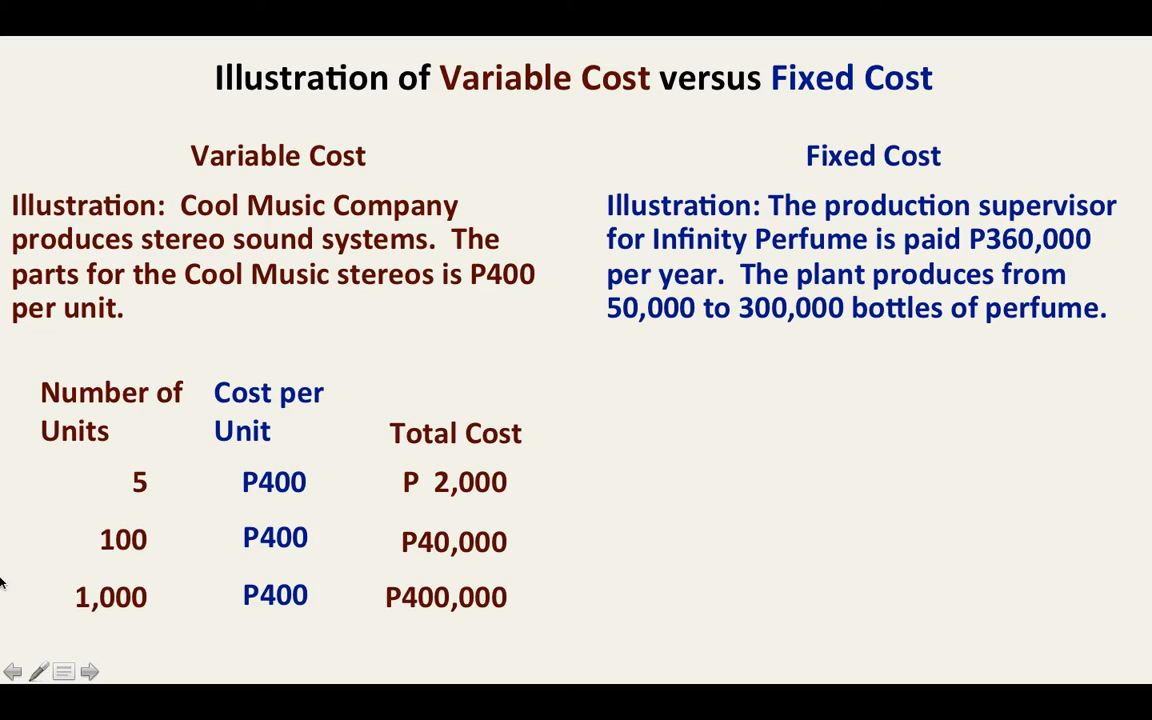 Illustration of Variable Cost versus Fixed Cost
Variable Cost
Illustration:  Cool Music Company
produces stereo sound systems.  The
parts for the Cool Music stereos is P400
per unit.
Fixed Cost
Illustration: The production supervisor
for Infinity Perfume is paid P360,000
per year.  The plant produces from
50,000 to 300,000 bottles of perfume.
Number of Cost per
Units Unit Total Cost
5 P400 P  2,000
100 P400 P40,000
1,000 P400 P400,000